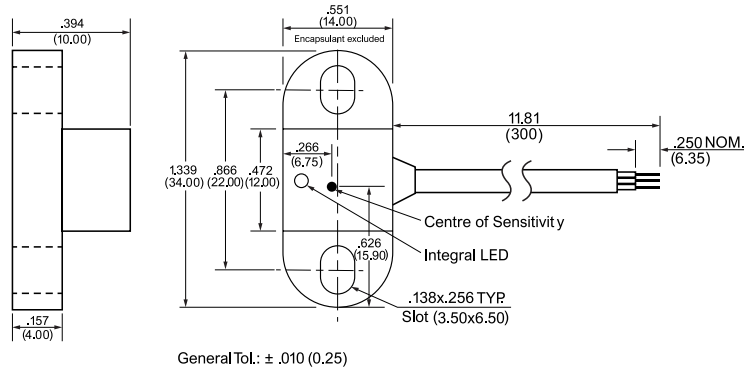 .394
(10.00)
.551
(14.00)
Encapsulant excluded
11.81
(300)
.250 NOM.
(6.35)
1.339
(34.00)
.866
(22.00)
.472
(12.00)
.266
(6.75)
Centre of Sensitivity
Integral LED
.626
(15.90)
.138x.256 TYP.
Slot (3.50x6.50)
.157
(4.00)
General Tol.: ± .010 (0.25)